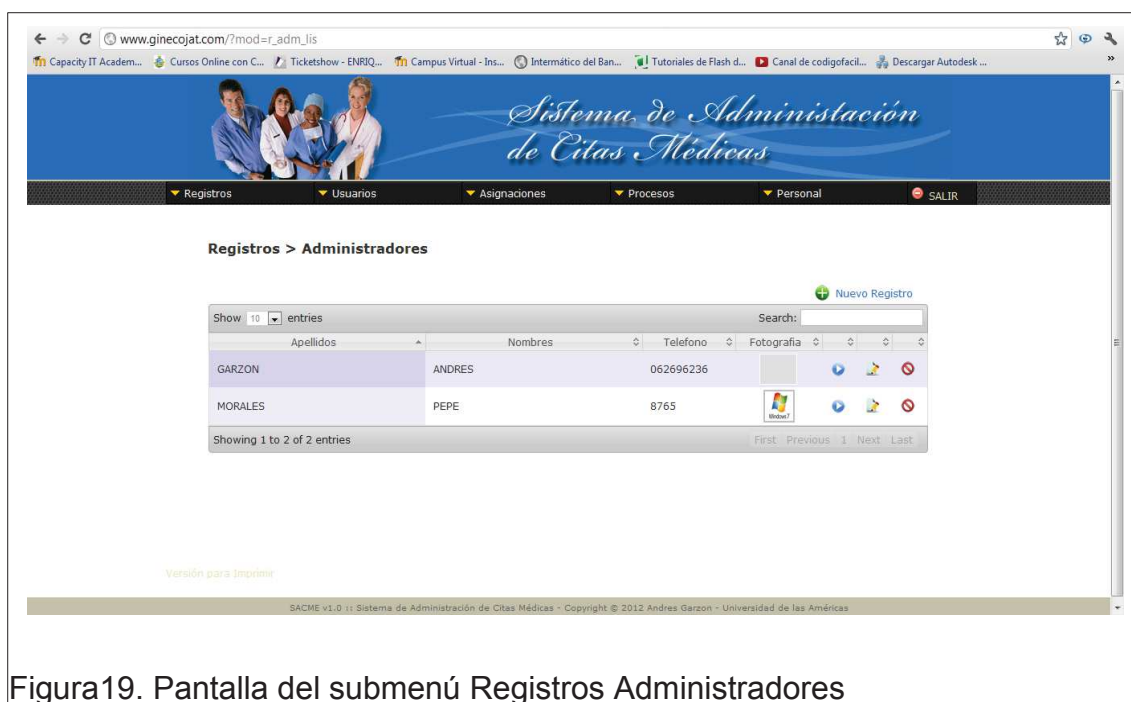 www.ginecojat.com/?mod=r_adm_lis
Capacity IT Academ... Cursos Online con C... Ticketshow - ENRIQ... Campus Virtual - Ins... Intermático del Ban... Tutoriales de Flash d... Canal de codigofacil... Descargar Autodesk ... »
Sistema de Administación
de Citas Médicas
Registros Usuarios Asignaciones Procesos Personal SALIR
Registros > Administradores
Nuevo Registro
Show 10 entries Search:
Apellidos Nombres Telefono Fotografia
GARZON ANDRES 062696236
MORALES PEPE 8765 Windows7
Showing 1 to 2 of 2 entries First Previous 1 Next Last
Versión para Imprimir
SACME v1.0 :: Sistema de Administración de Citas Médicas - Copyright © 2012 Andres Garzon - Universidad de las Américas
Figura19. Pantalla del submenú Registros Administradores